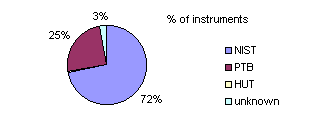 3%
% of instruments
25%
NIST
PTB
HUT
unknown
72%